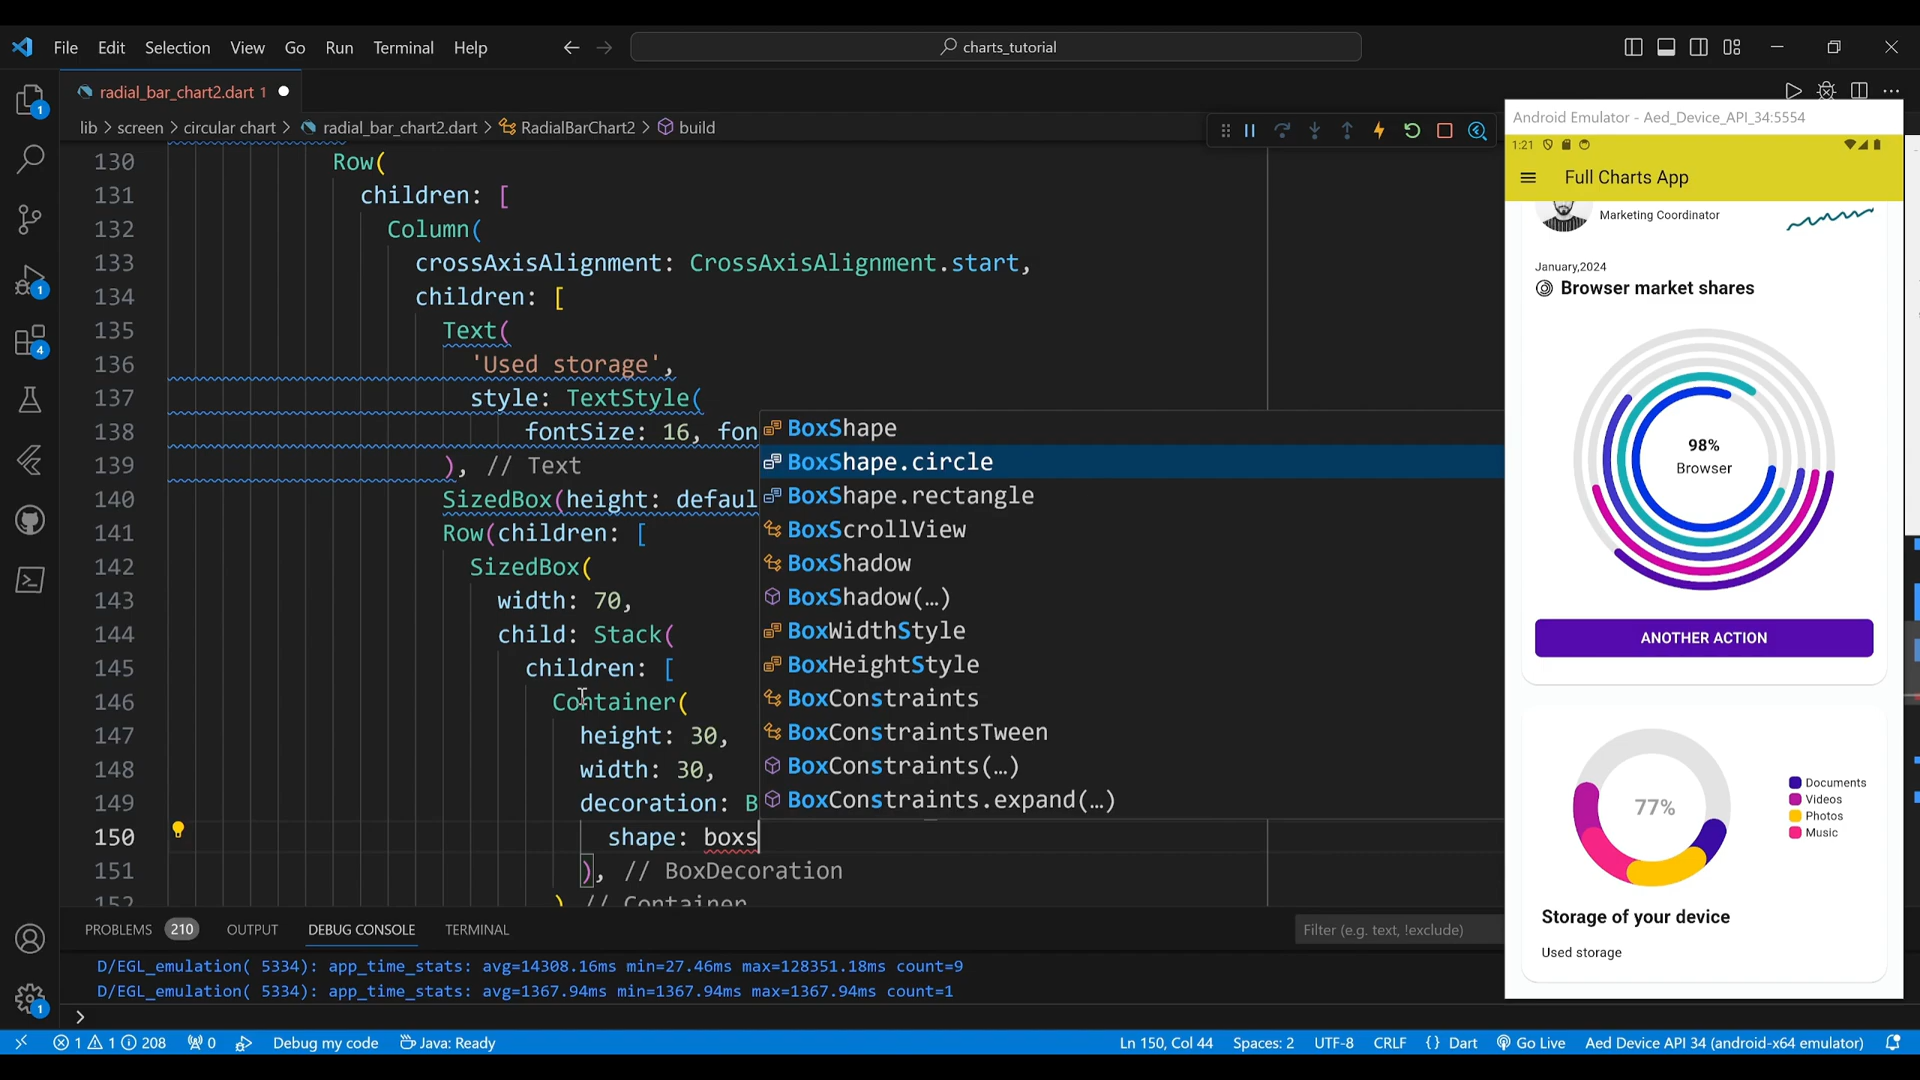 File Edit Selection View Go Run Terminal Help
charts_tutorial
radial_bar_chart2.dart 1
lib > screen > circular chart > radial_bar_chart2.dart > RadialBarChart2 > build
130 Row(
131 children: [
132 Column(
133 crossAxisAlignment: CrossAxisAlignment.start,
134 children: [
135 Text(
136 'Used storage',
137 style: TextStyle(
138 fontSize: 16, fon
139 ), // Text
140 SizedBox(height: defaul
141 Row(children: [
142 SizedBox(
143 width: 70,
144 child: Stack(
145 children: [
146 Container(
147 height: 30,
148 width: 30,
149 decoration: B
150 shape: boxs
151 ), // BoxDecoration
152 ) // Container
BoxShape
BoxShape.circle
BoxShape.rectangle
BoxScrollView
BoxShadow
BoxShadow(…)
BoxWidthStyle
BoxHeightStyle
BoxConstraints
BoxConstraintsTween
BoxConstraints(…)
BoxConstraints.expand(…)
1
1
4
1
Android Emulator - Aed_Device_API_34:5554
1:21
Full Charts App
Marketing Coordinator
January,2024
Browser market shares
98%
Browser
ANOTHER ACTION
77%
Documents
Videos
Photos
Music
Storage of your device
Used storage
PROBLEMS 210 OUTPUT DEBUG CONSOLE TERMINAL
Filter (e.g. text, !exclude)
D/EGL_emulation( 5334): app_time_stats: avg=14308.16ms min=27.46ms max=128351.18ms count=9
D/EGL_emulation( 5334): app_time_stats: avg=1367.94ms min=1367.94ms max=1367.94ms count=1
>
1 1 208 0 Debug my code Java: Ready Ln 150, Col 44 Spaces: 2 UTF-8 CRLF {} Dart Go Live Aed Device API 34 (android-x64 emulator)